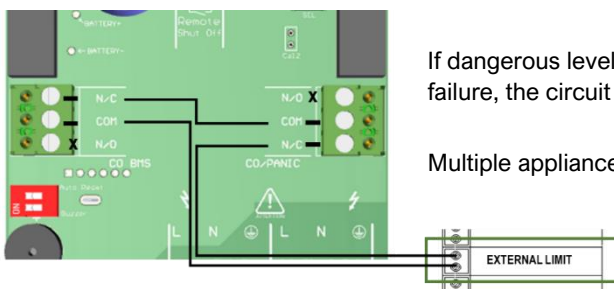 BATTERY+
BATTERY-
Remote
Shut Off
SCL
Cal2
If dangerous level
failure, the circuit
Multiple appliance
N/C
COM
N/O
X
N/O X
COM
N/C
CO BMS
CO/PANIC
Auto Reset
Buzzer
ON
L N L N
EXTERNAL LIMIT